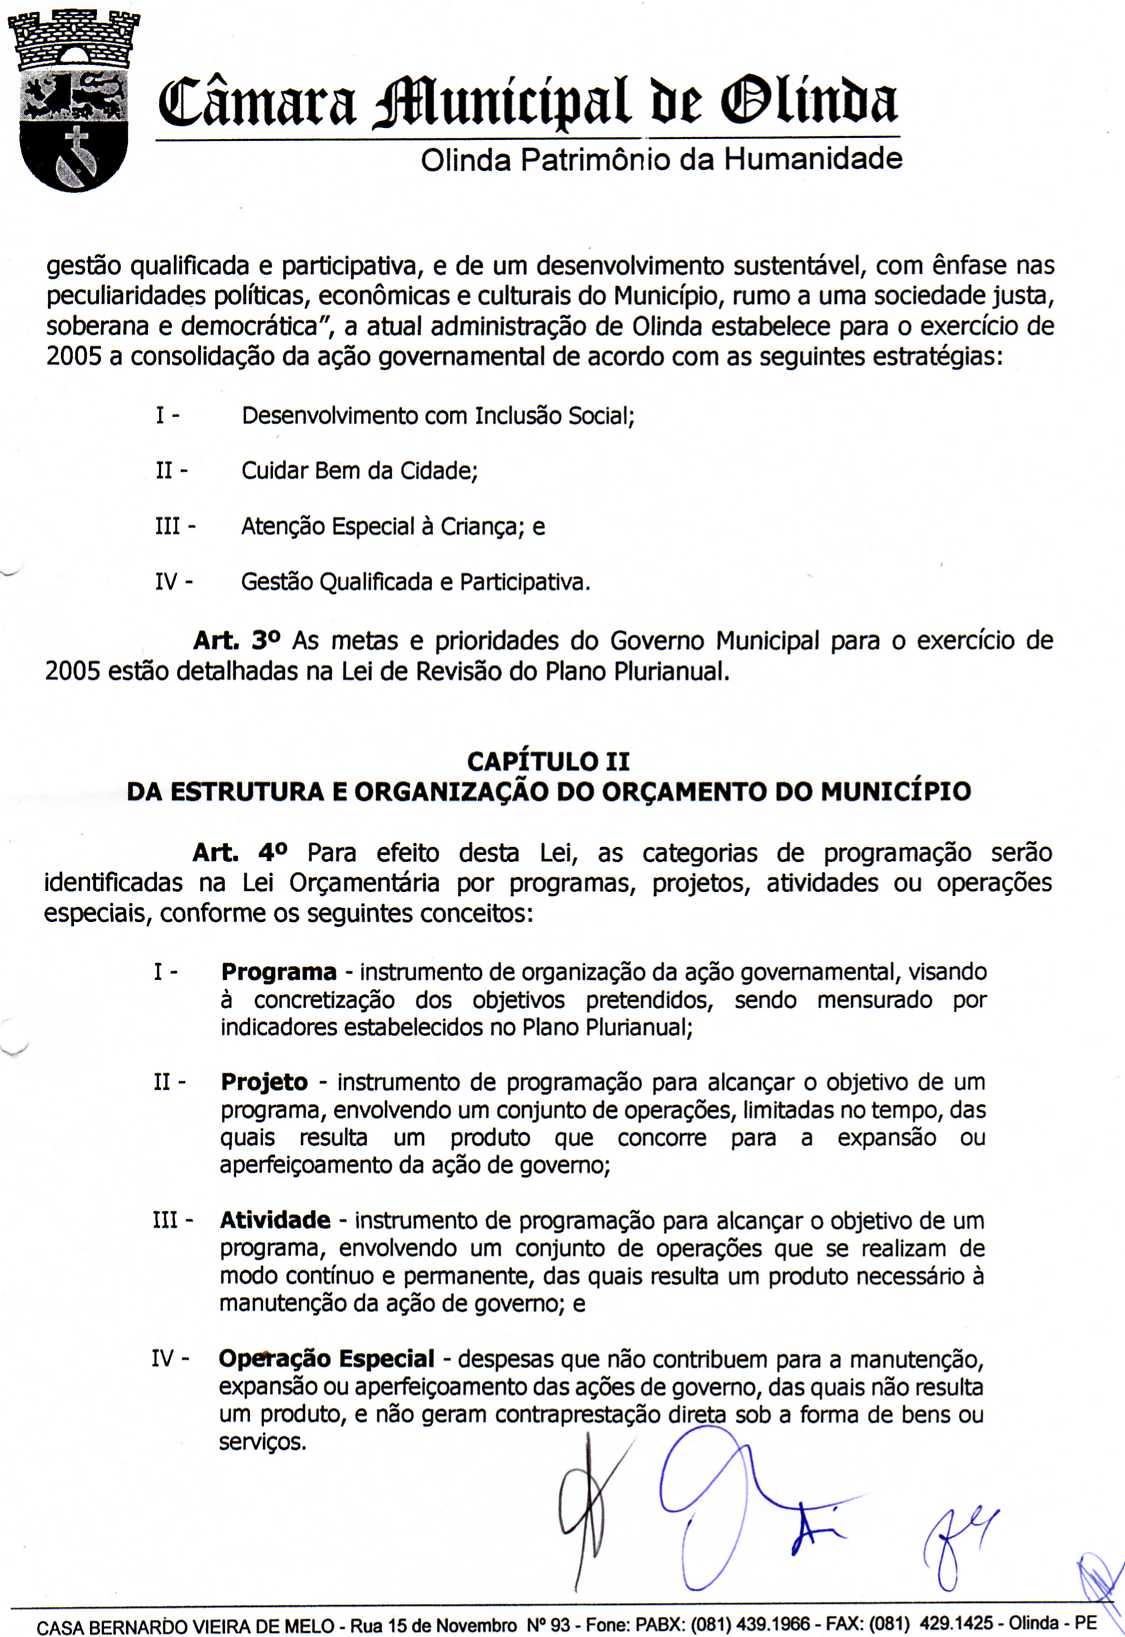 Câmara Municipal de Olinda
Olinda Patrimônio da Humanidade
gestão qualificada e participativa, e de um desenvolvimento sustentável, com ênfase nas
peculiaridades políticas, econômicas e culturais do Município, rumo a uma sociedade justa,
soberana e democrática", a atual administração de Olinda estabelece para o exercício de
2005 a consolidação da ação governamental de acordo com as seguintes estratégias:
I - Desenvolvimento com Inclusão Social;
II - Cuidar Bem da Cidade;
III - Atenção Especial à Criança; e
IV - Gestão Qualificada e Participativa.
Art. 3º As metas e prioridades do Governo Municipal para o exercício de
2005 estão detalhadas na Lei de Revisão do Plano Plurianual.
CAPÍTULO II
DA ESTRUTURA E ORGANIZAÇÃO DO ORÇAMENTO DO MUNICÍPIO
Art. 4º Para efeito desta Lei, as categorias de programação serão
identificadas na Lei Orçamentária por programas, projetos, atividades ou operações
especiais, conforme os seguintes conceitos:
I - Programa - instrumento de organização da ação governamental, visando
à concretização dos objetivos pretendidos, sendo mensurado por
indicadores estabelecidos no Plano Plurianual;
II - Projeto - instrumento de programação para alcançar o objetivo de um
programa, envolvendo um conjunto de operações, limitadas no tempo, das
quais resulta um produto que concorre para a expansão ou
aperfeiçoamento da ação de governo;
III - Atividade - instrumento de programação para alcançar o objetivo de um
programa, envolvendo um conjunto de operações que se realizam de
modo contínuo e permanente, das quais resulta um produto necessário à
manutenção da ação de governo; e
IV - Operação Especial - despesas que não contribuem para a manutenção,
expansão ou aperfeiçoamento das ações de governo, das quais não resulta
um produto, e não geram contraprestação direta sob a forma de bens ou
serviços.
CASA BERNARDO VIEIRA DE MELO - Rua 15 de Novembro Nº 93 - Fone: PABX: (081) 439.1966 - FAX: (081) 429.1425 - Olinda - PE